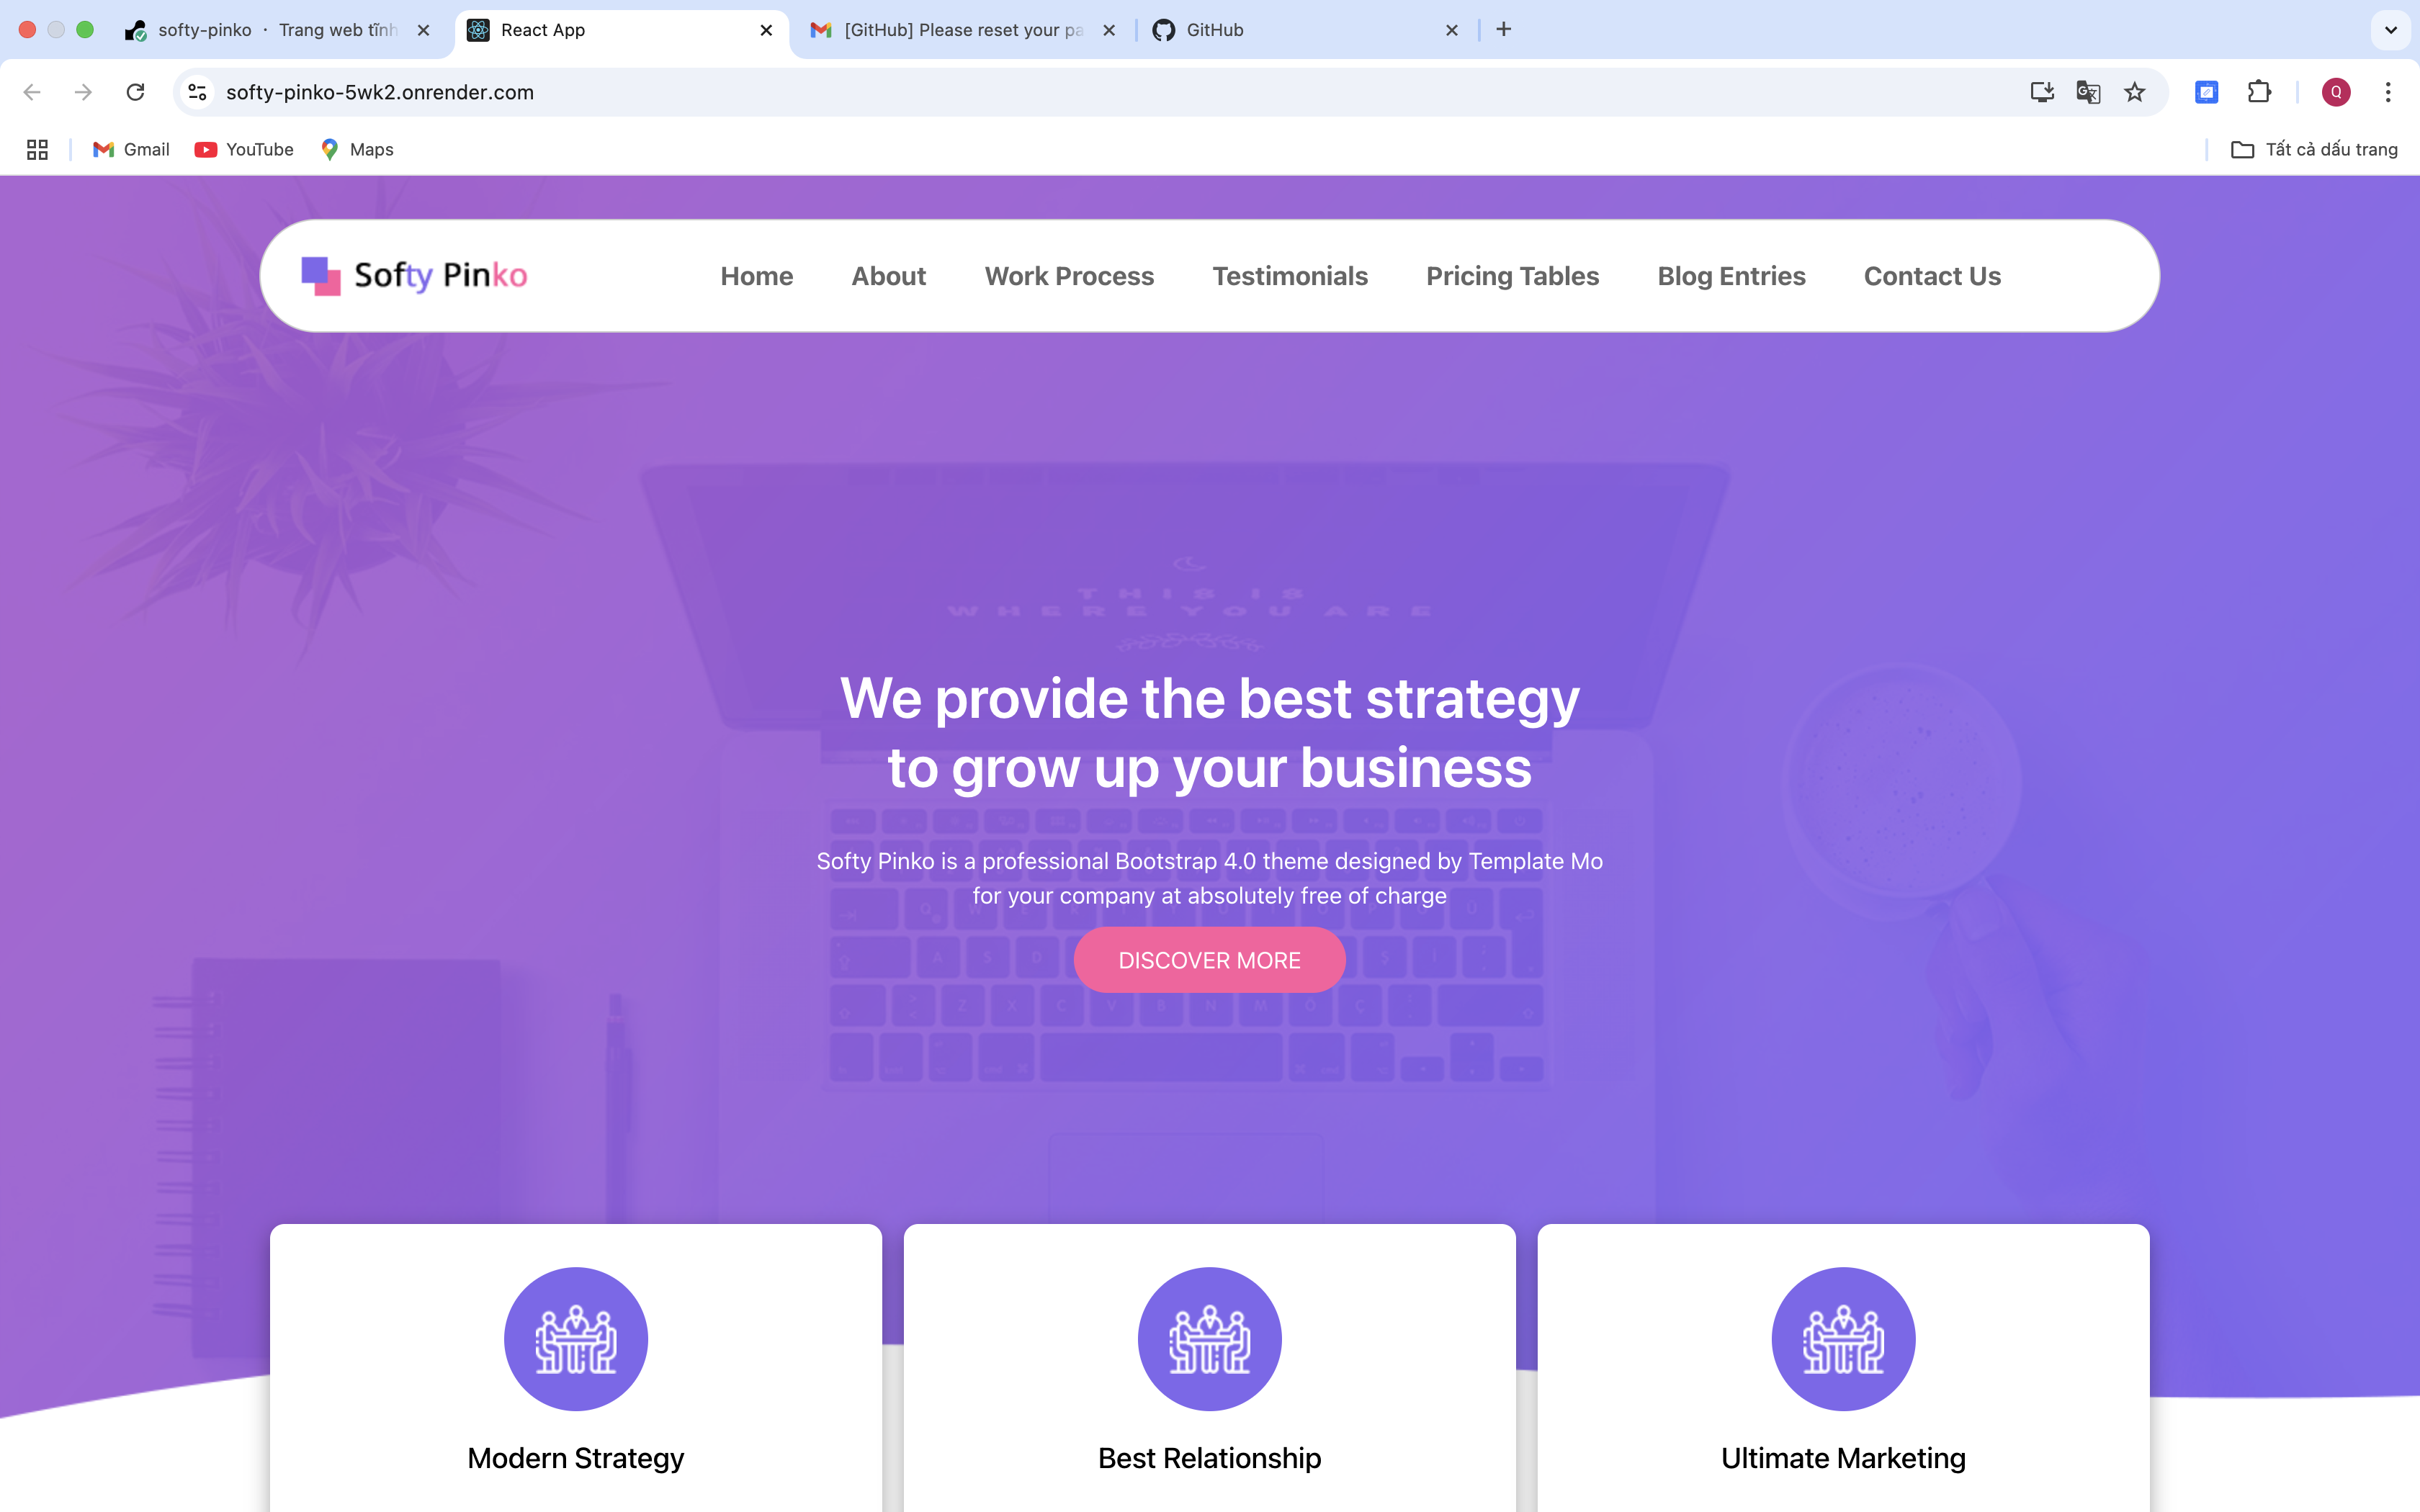 softy-pinko · Trang web tĩnh
React App
[GitHub] Please reset your pa
GitHub
softy-pinko-5wk2.onrender.com
Q
Gmail
YouTube
Maps
Tất cả dấu trang
Softy Pinko
Home
About
Work Process
Testimonials
Pricing Tables
Blog Entries
Contact Us
THIS IS
WHERE YOU ARE
We provide the best strategy
to grow up your business
Softy Pinko is a professional Bootstrap 4.0 theme designed by Template Mo
for your company at absolutely free of charge
DISCOVER MORE
Modern Strategy
Best Relationship
Ultimate Marketing